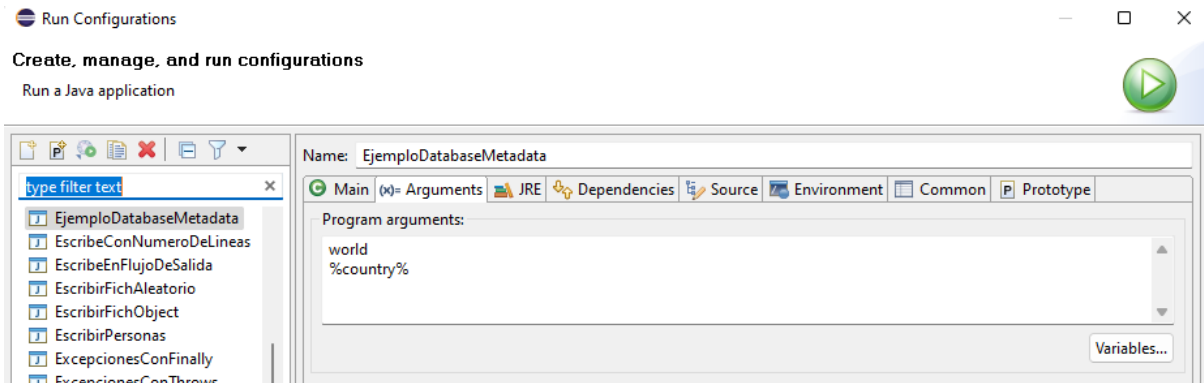 Run Configurations
Create, manage, and run configurations
Run a Java application
type filter text
EjemploDatabaseMetadata
EscribeConNumeroDeLineas
EscribeEnFlujoDeSalida
EscribirFichAleatorio
EscribirFichObject
EscribirPersonas
ExcepcionesConFinally
ExcepcionesConThrows
Name: EjemploDatabaseMetadata
Main (x)= Arguments JRE Dependencies Source Environment Common P Prototype
Program arguments:
world
%country%
Variables...